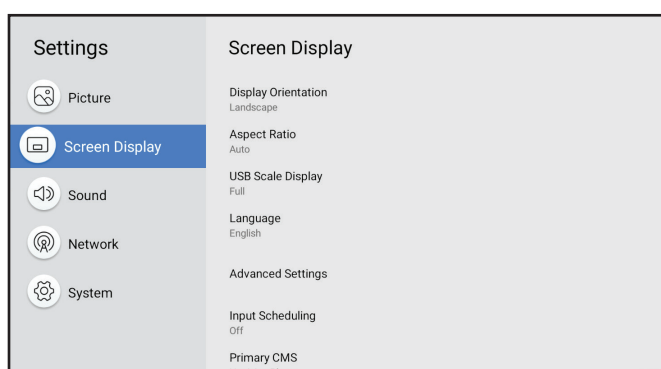 Settings
Picture
Screen Display
Sound
Network
System
Screen Display
Display Orientation
Landscape
Aspect Ratio
Auto
USB Scale Display
Full
Language
English
Advanced Settings
Input Scheduling
Off
Primary CMS